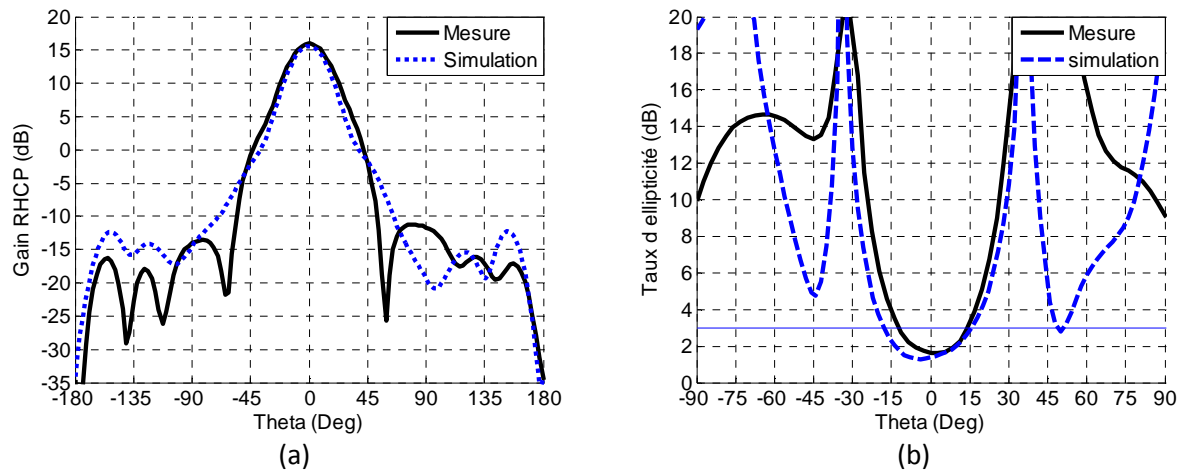 Gain RHCP (dB)
20
15
10
5
0
-5
-10
-15
-20
-25
-30
-35
-180 -135 -90 -45 0 45 90 135 180
Theta (Deg)
Mesure
Simulation
(a)
Taux d ellipticité (dB)
20
18
16
14
12
10
8
6
4
2
0
-90 -75 -60 -45 -30 -15 0 15 30 45 60 75 90
Theta (Deg)
Mesure
simulation
(b)